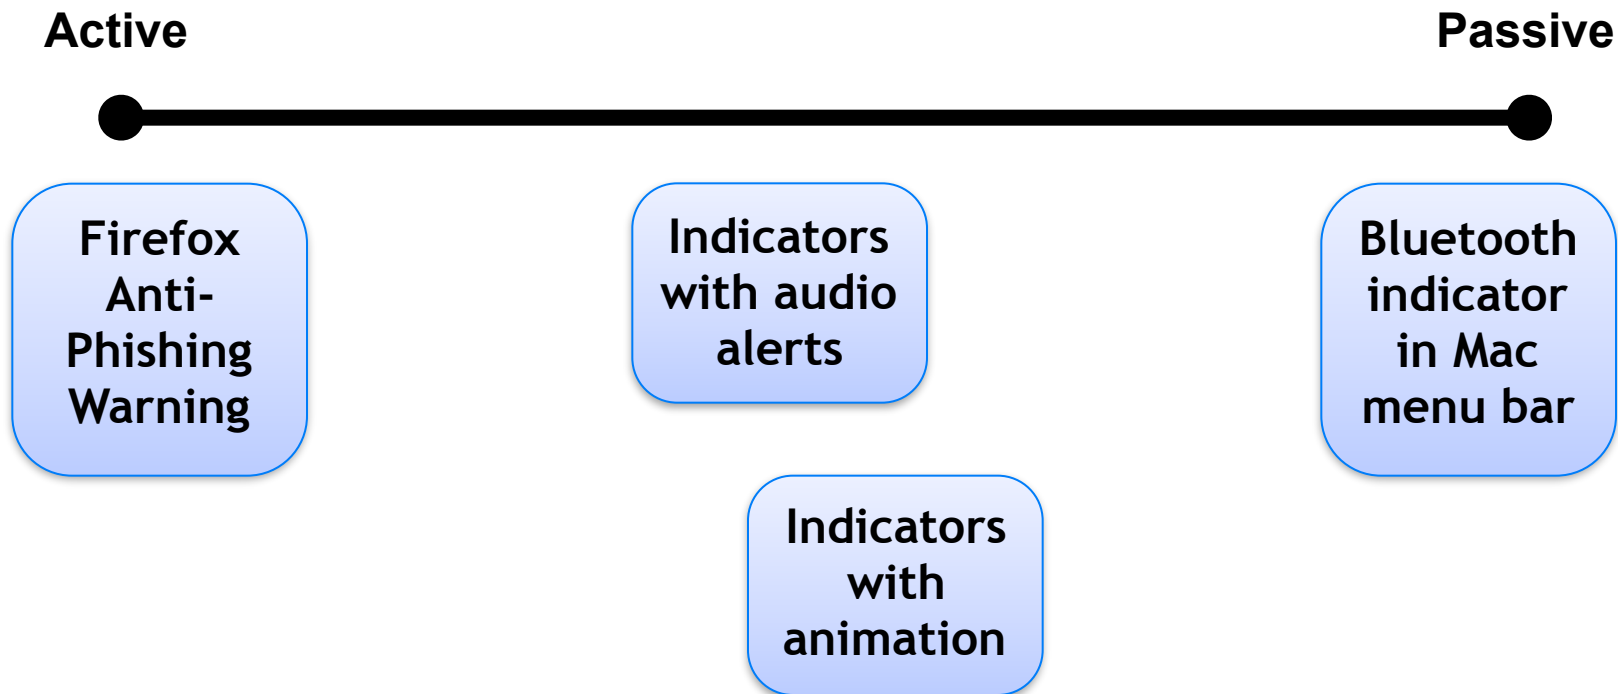 Active
Passive
Firefox
Anti-
Phishing
Warning
Indicators
with audio
alerts
Bluetooth
indicator
in Mac
menu bar
Indicators
with
animation